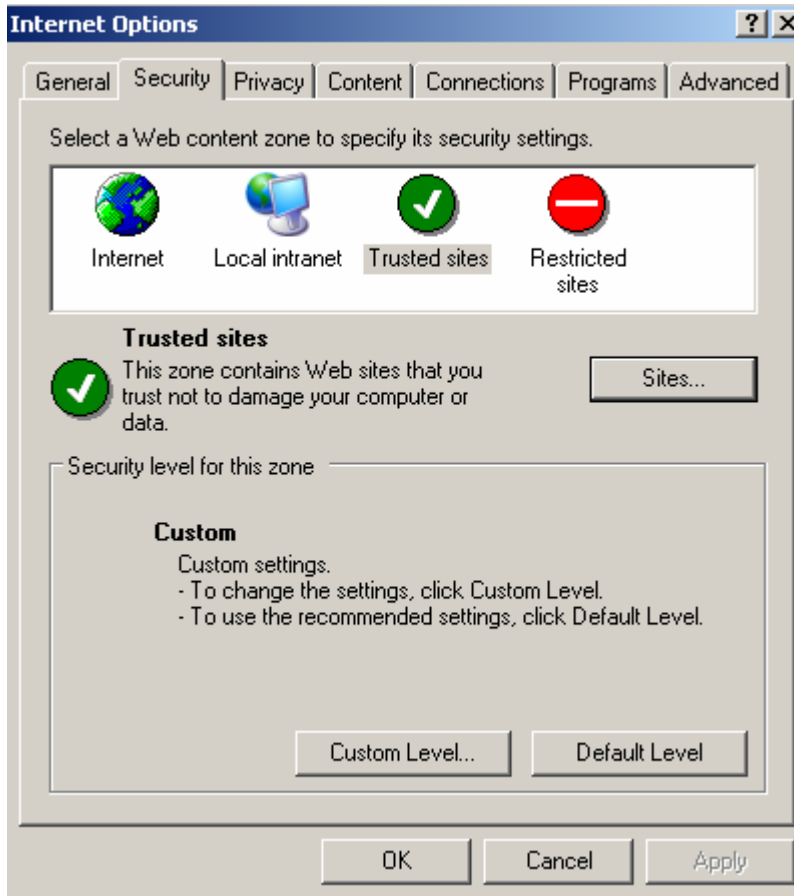 Internet Options
General Security Privacy Content Connections Programs Advanced
Select a Web content zone to specify its security settings.
Internet Local intranet Trusted sites Restricted
sites
Trusted sites
This zone contains Web sites that you
trust not to damage your computer or
data.
Sites...
Security level for this zone
Custom
Custom settings.
- To change the settings, click Custom Level.
- To use the recommended settings, click Default Level.
Custom Level... Default Level
OK Cancel Apply